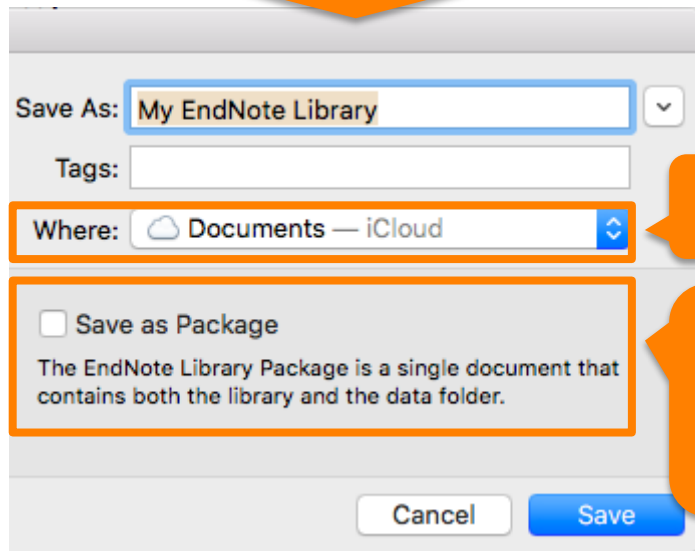 Save As: My EndNote Library
Tags:
Where: Documents — iCloud
Save as Package
The EndNote Library Package is a single document that
contains both the library and the data folder.
Cancel Save